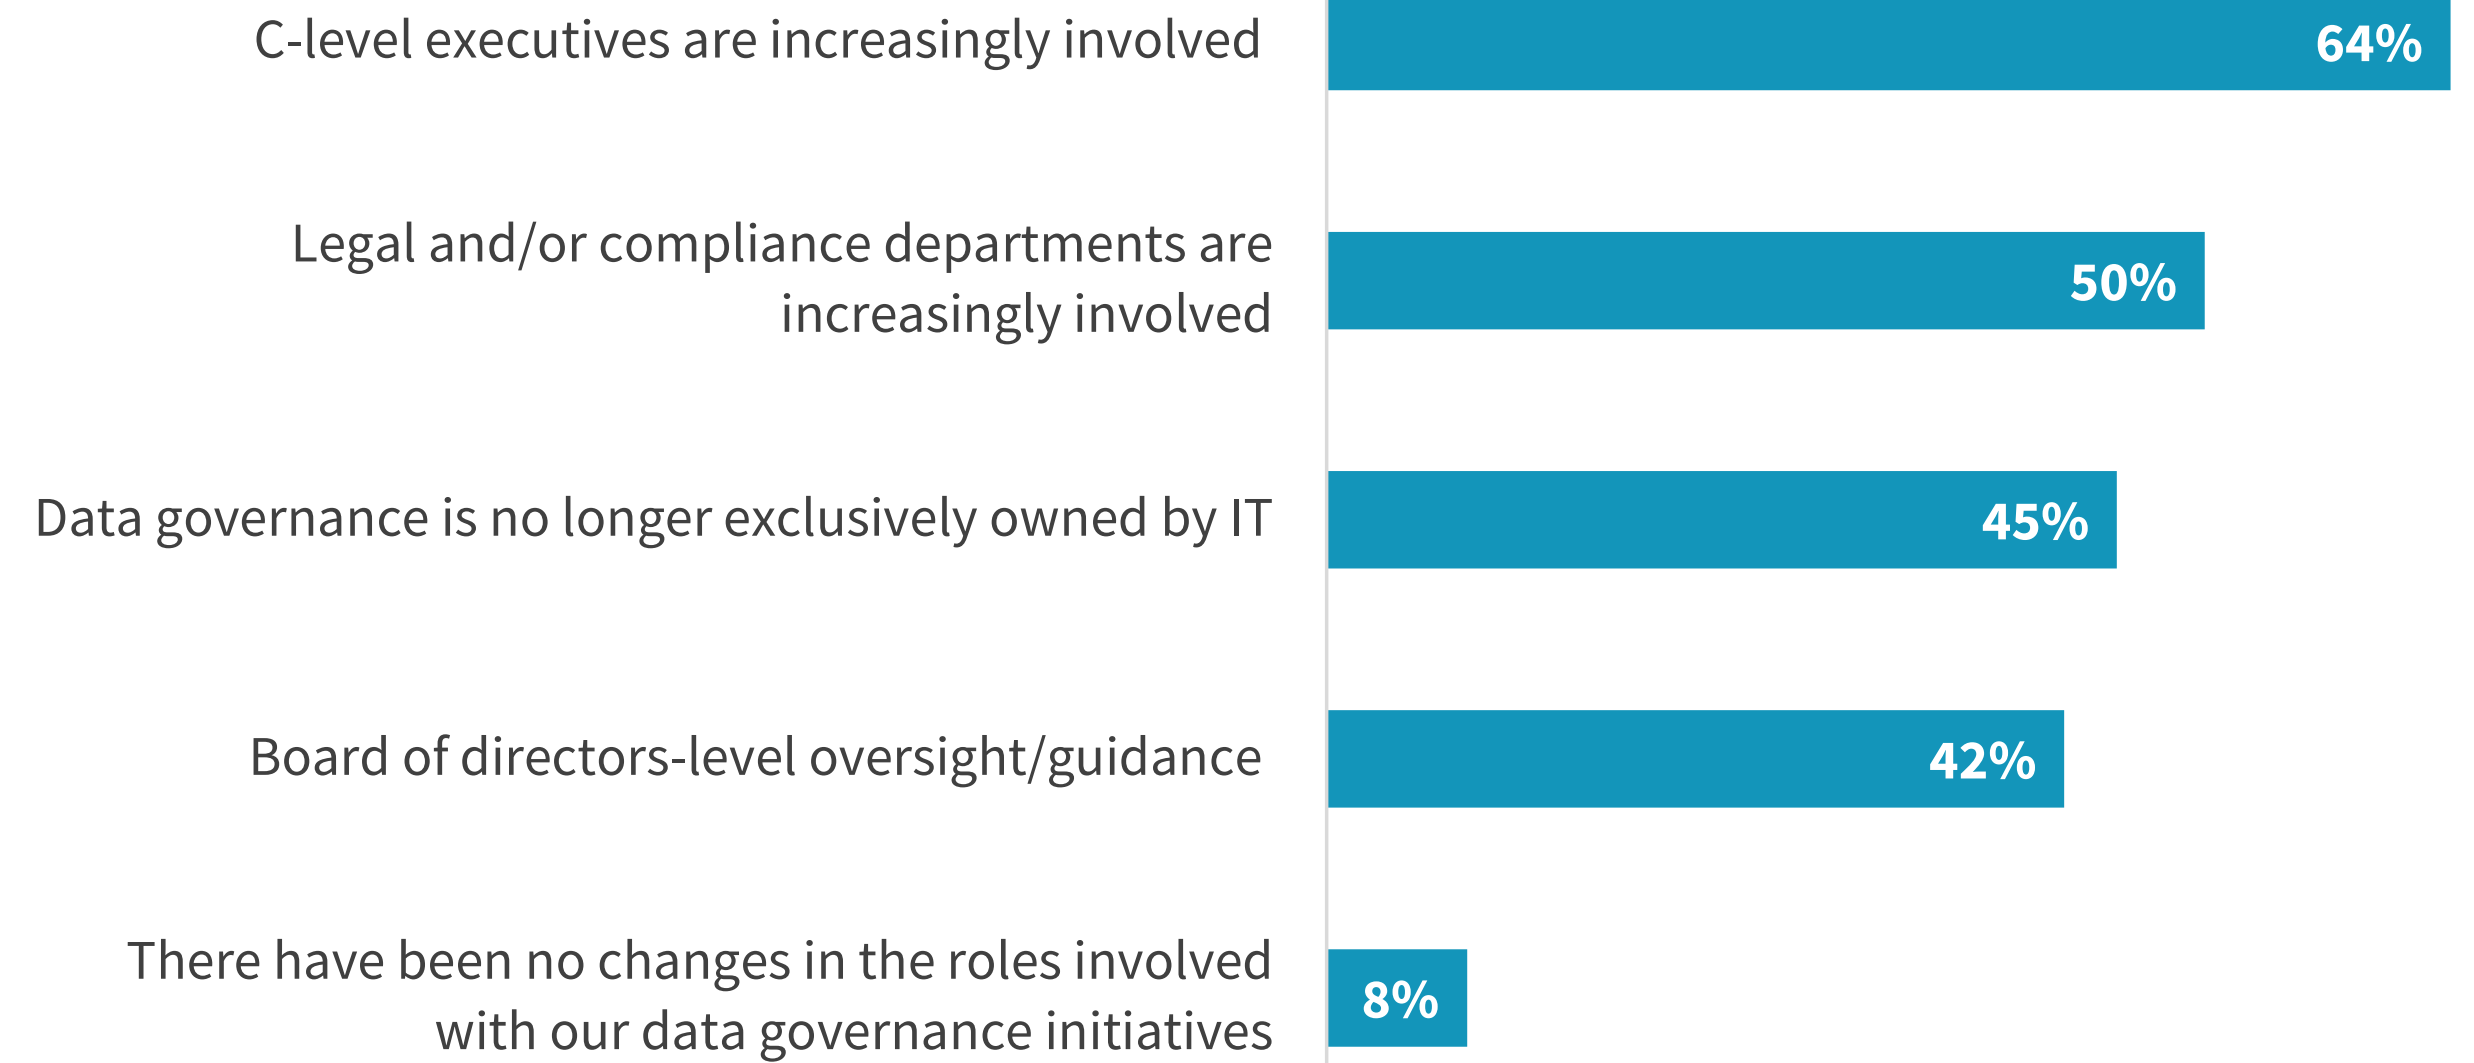 C-level executives are increasingly involved
64%
Legal and/or compliance departments are
increasingly involved
50%
Data governance is no longer exclusively owned by IT
45%
Board of directors-level oversight/guidance
42%
There have been no changes in the roles involved
with our data governance initiatives
8%